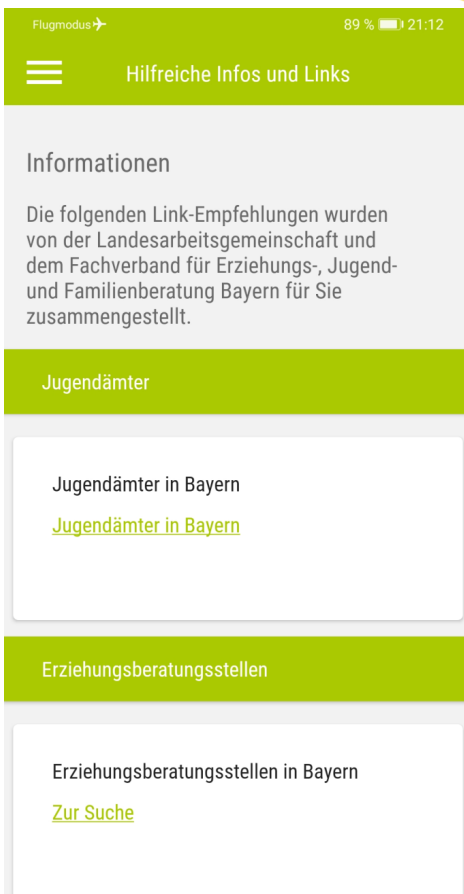 Flugmodus 89 % 21:12
Hilfreiche Infos und Links
Informationen
Die folgenden Link-Empfehlungen wurden
von der Landesarbeitsgemeinschaft und
dem Fachverband für Erziehungs-, Jugend-
und Familienberatung Bayern für Sie
zusammengestellt.
Jugendämter
Jugendämter in Bayern
Jugendämter in Bayern
Erziehungsberatungsstellen
Erziehungsberatungsstellen in Bayern
Zur Suche